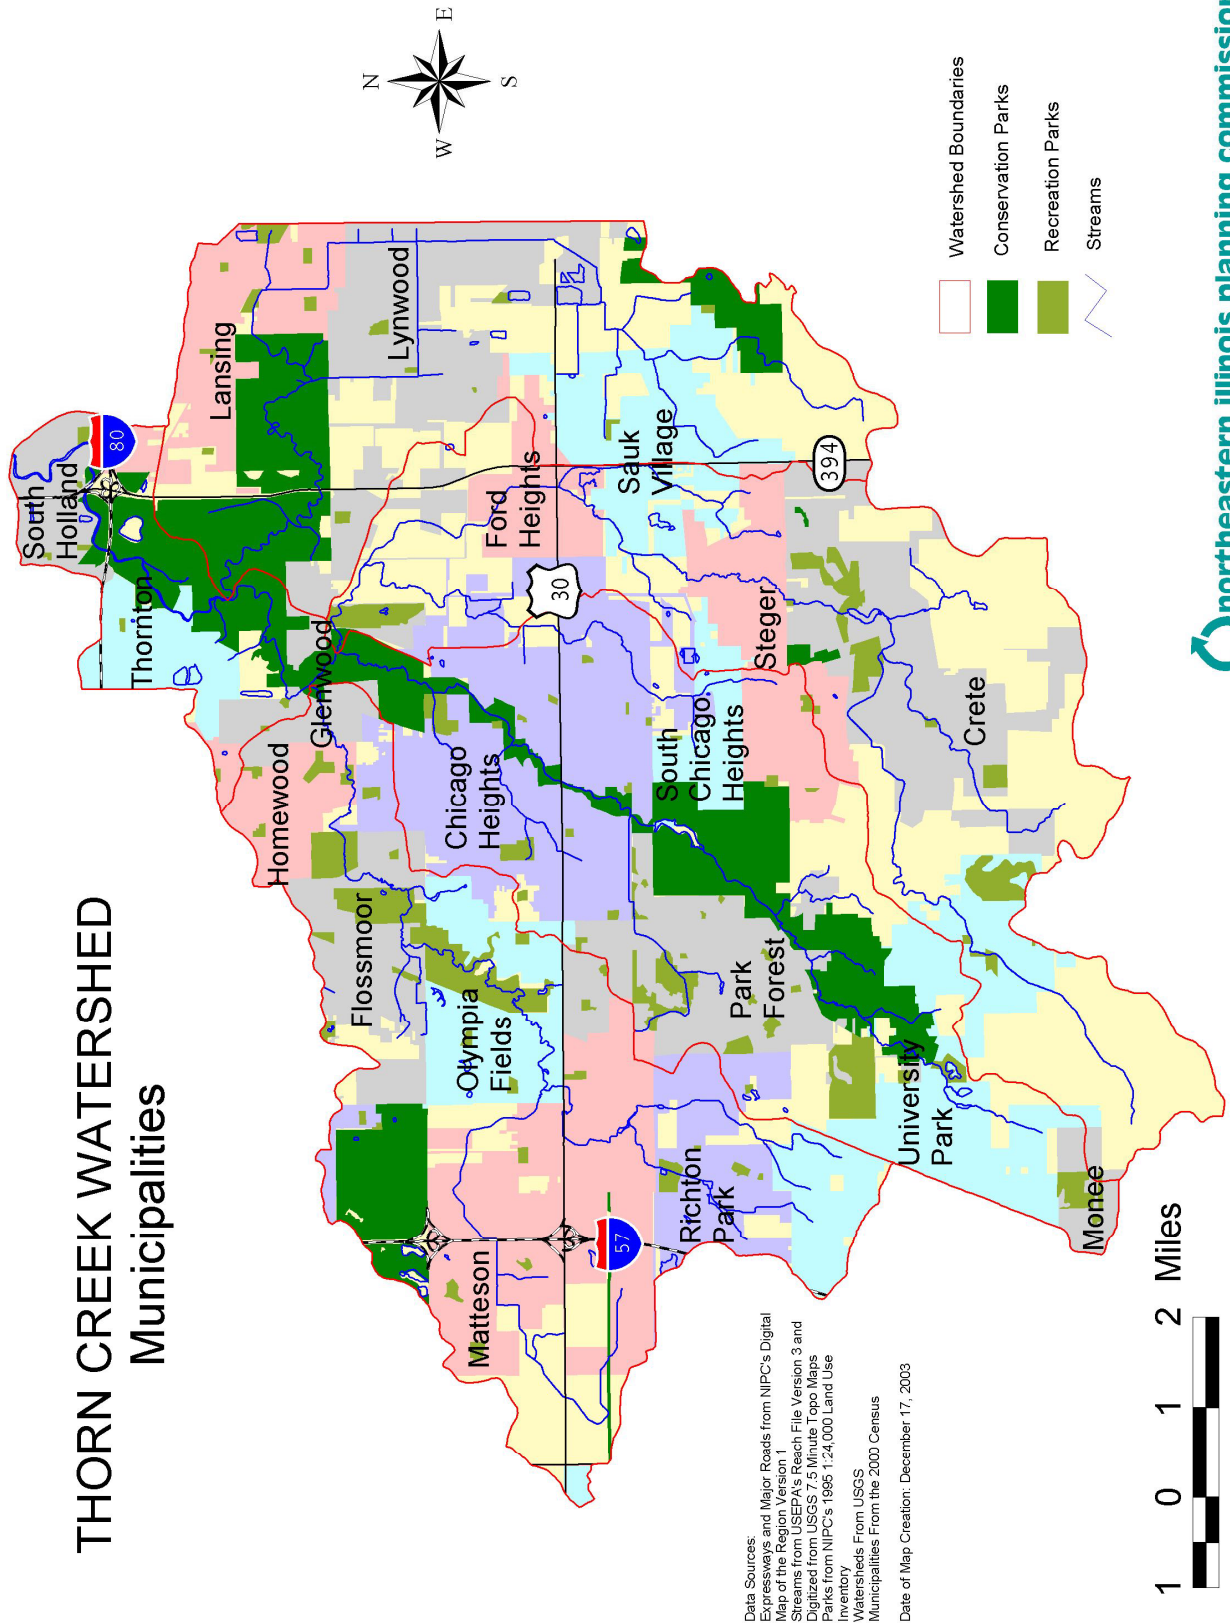 THORN CREEK WATERSHED
Municipalities
N
W
E
S
South
Holland
80
Thornton
Lansing
Homewood
Glenwood
Lynwood
Flossmoor
Chicago
Heights
Ford
Heights
Olympia
Fields
30
Sauk
Village
Matteson
57
South
Chicago
Heights
Steger
394
Park
Forest
Richton
Park
University
Park
Crete
Monee
Watershed Boundaries
Conservation Parks
Recreation Parks
Streams
Data Sources:
Expressways and Major Roads from NIPC's Digital
Map of the Region Version 1
Streams from USEPA's Reach File Version 3 and
Digitized from USGS 7.5 Minute Topo Maps
Parks from NIPC's 1995 1:24,000 Land Use
Inventory
Watersheds From USGS
Municipalities From the 2000 Census
Date of Map Creation: December 17, 2003
1 0 1 2 Miles
northeastern illinois planning commission